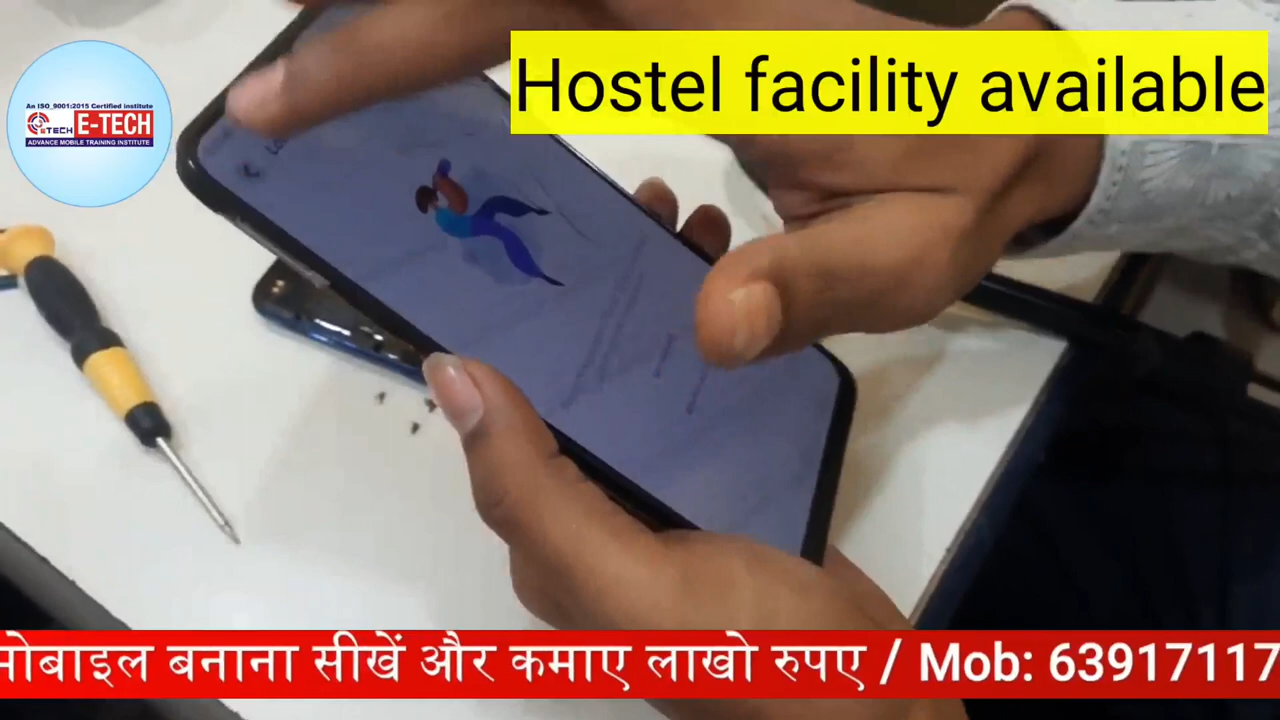 Hostel facility available
An ISO_9001:2015 Certified institute
ETECH E-TECH
ADVANCE MOBILE TRAINING INSTITUTE
मोबाइल बनाना सीखें और कमाए लाखो रुपए / Mob: 63917117